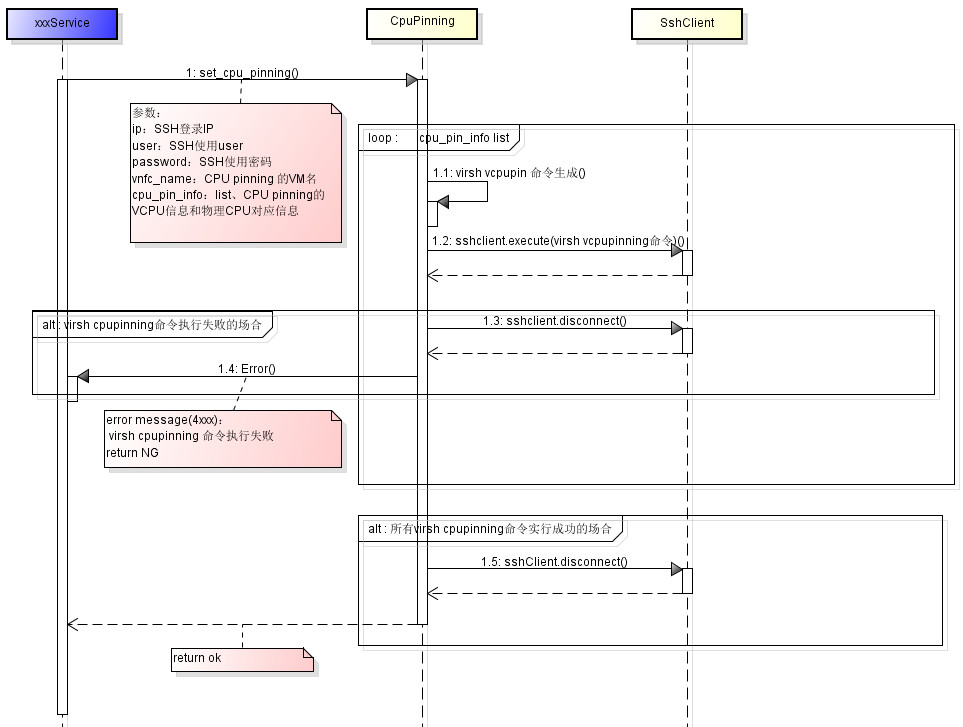 xxxService
CpuPinning
SshClient
1: set_cpu_pinning()
参数：
ip：SSH登录IP
user：SSH使用user
password：SSH使用密码
vnfc_name：CPU pinning 的VM名
cpu_pin_info：list、CPU pinning的
VCPU信息和物理CPU对应信息
loop : cpu_pin_info list
1.1: virsh vcpupin 命令生成()
1.2: sshclient.execute(virsh vcpupinning命令)()
alt : virsh cpupinning命令执行失败的场合
1.3: sshclient.disconnect()
1.4: Error()
error message(4xxx)：
virsh cpupinning 命令执行失败
return NG
alt : 所有virsh cpupinning命令实行成功的场合
1.5: sshClient.disconnect()
return ok